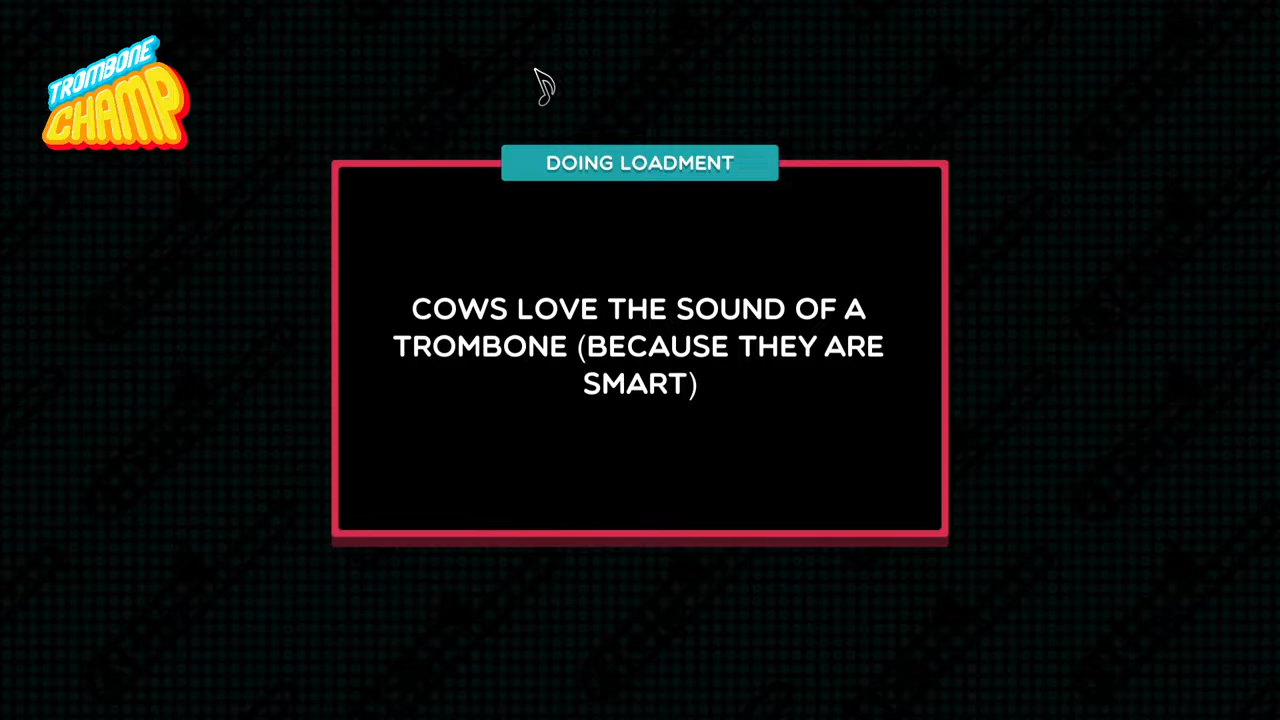 TROMBONE
CHAMP
DOING LOADMENT
COWS LOVE THE SOUND OF A
TROMBONE (BECAUSE THEY ARE
SMART)